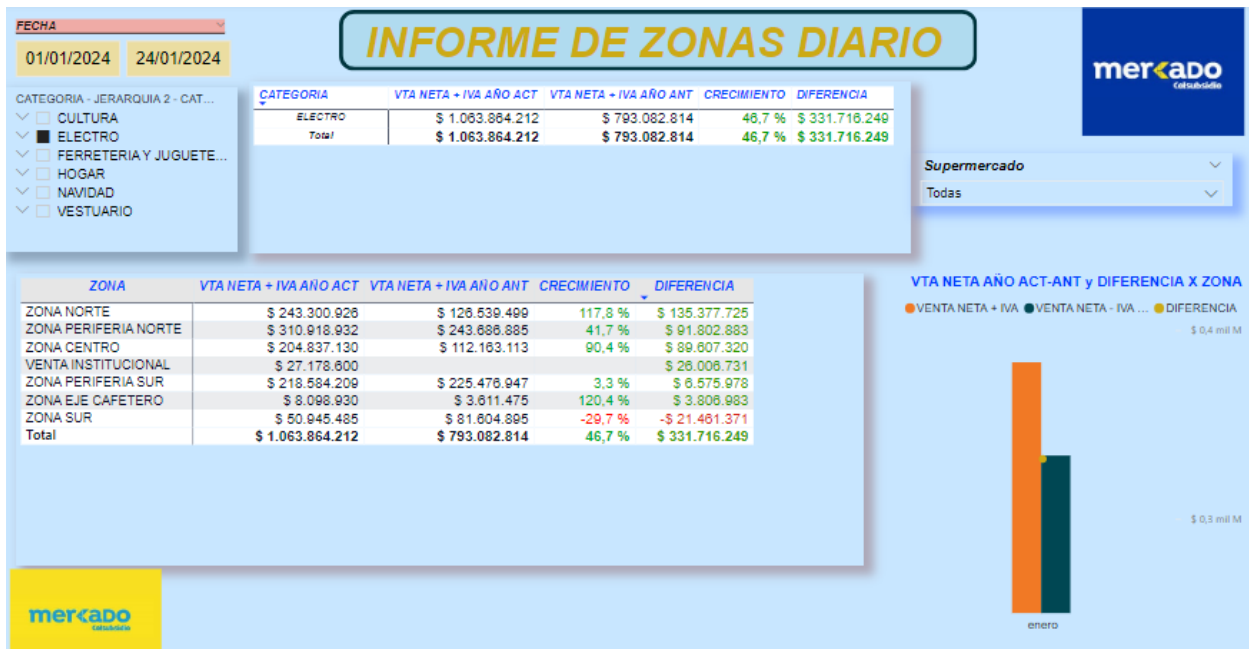 INFORME DE ZONAS DIARIO
FECHA
01/01/2024 24/01/2024
mercado
Colsubsidio
CATEGORIA - JERARQUIA 2 - CAT...
CULTURA
ELECTRO
FERRETERIA Y JUGUETE...
HOGAR
NAVIDAD
VESTUARIO
CATEGORIA VTA NETA + IVA AÑO ACT VTA NETA + IVA AÑO ANT CRECIMIENTO DIFERENCIA
ELECTRO $ 1.063.864.212 $ 793.082.814 46,7 % $ 331.716.249
Total $ 1.063.864.212 $ 793.082.814 46,7 % $ 331.716.249
Supermercado
Todas
ZONA VTA NETA + IVA AÑO ACT VTA NETA + IVA AÑO ANT CRECIMIENTO DIFERENCIA
ZONA NORTE $ 243.300.926 $ 126.539.499 117,8 % $ 135.377.725
ZONA PERIFERIA NORTE $ 310.918.932 $ 243.686.885 41,7 % $ 91.802.883
ZONA CENTRO $ 204.837.130 $ 112.163.113 90,4 % $ 89.607.320
VENTA INSTITUCIONAL $ 27.178.600 $ 26.006.731
ZONA PERIFERIA SUR $ 218.584.209 $ 225.476.947 3,3 % $ 6.575.978
ZONA EJE CAFETERO $ 8.098.930 $ 3.611.475 120,4 % $ 3.806.983
ZONA SUR $ 50.945.485 $ 81.604.895 -29,7 % -$ 21.461.371
Total $ 1.063.864.212 $ 793.082.814 46,7 % $ 331.716.249
VTA NETA AÑO ACT-ANT y DIFERENCIA X ZONA
VENTA NETA + IVA VENTA NETA - IVA ... DIFERENCIA
$ 0,4 mil M
$ 0,3 mil M
enero
mercado
Colsubsidio